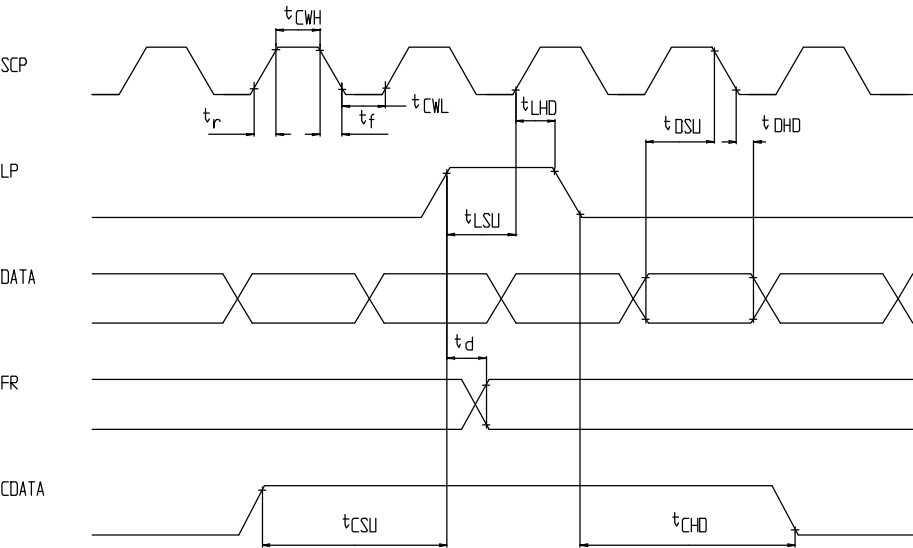 tCWH
SCP
tr
tf
tCWL
tLHD
tDSU
tDHD
LP
tLSU
DATA
td
FR
CDATA
tCSU
tCHD